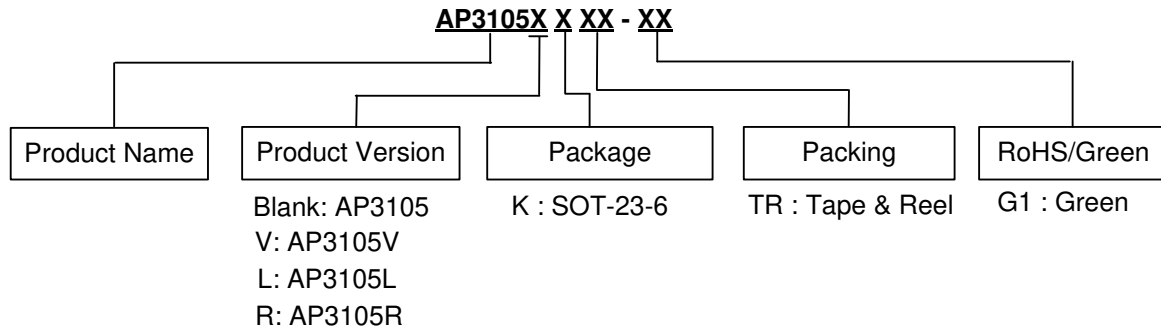 AP3105X X XX - XX
Product Name
Product Version
Package
Packing
RoHS/Green
Blank: AP3105
V: AP3105V
L: AP3105L
R: AP3105R
K : SOT-23-6
TR : Tape & Reel
G1 : Green